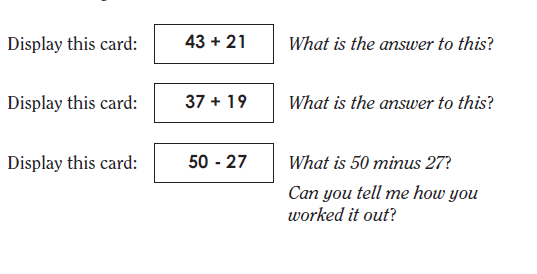 Display this card: 43 + 21 What is the answer to this?
Display this card: 37 + 19 What is the answer to this?
Display this card: 50 - 27 What is 50 minus 27?
Can you tell me how you
worked it out?